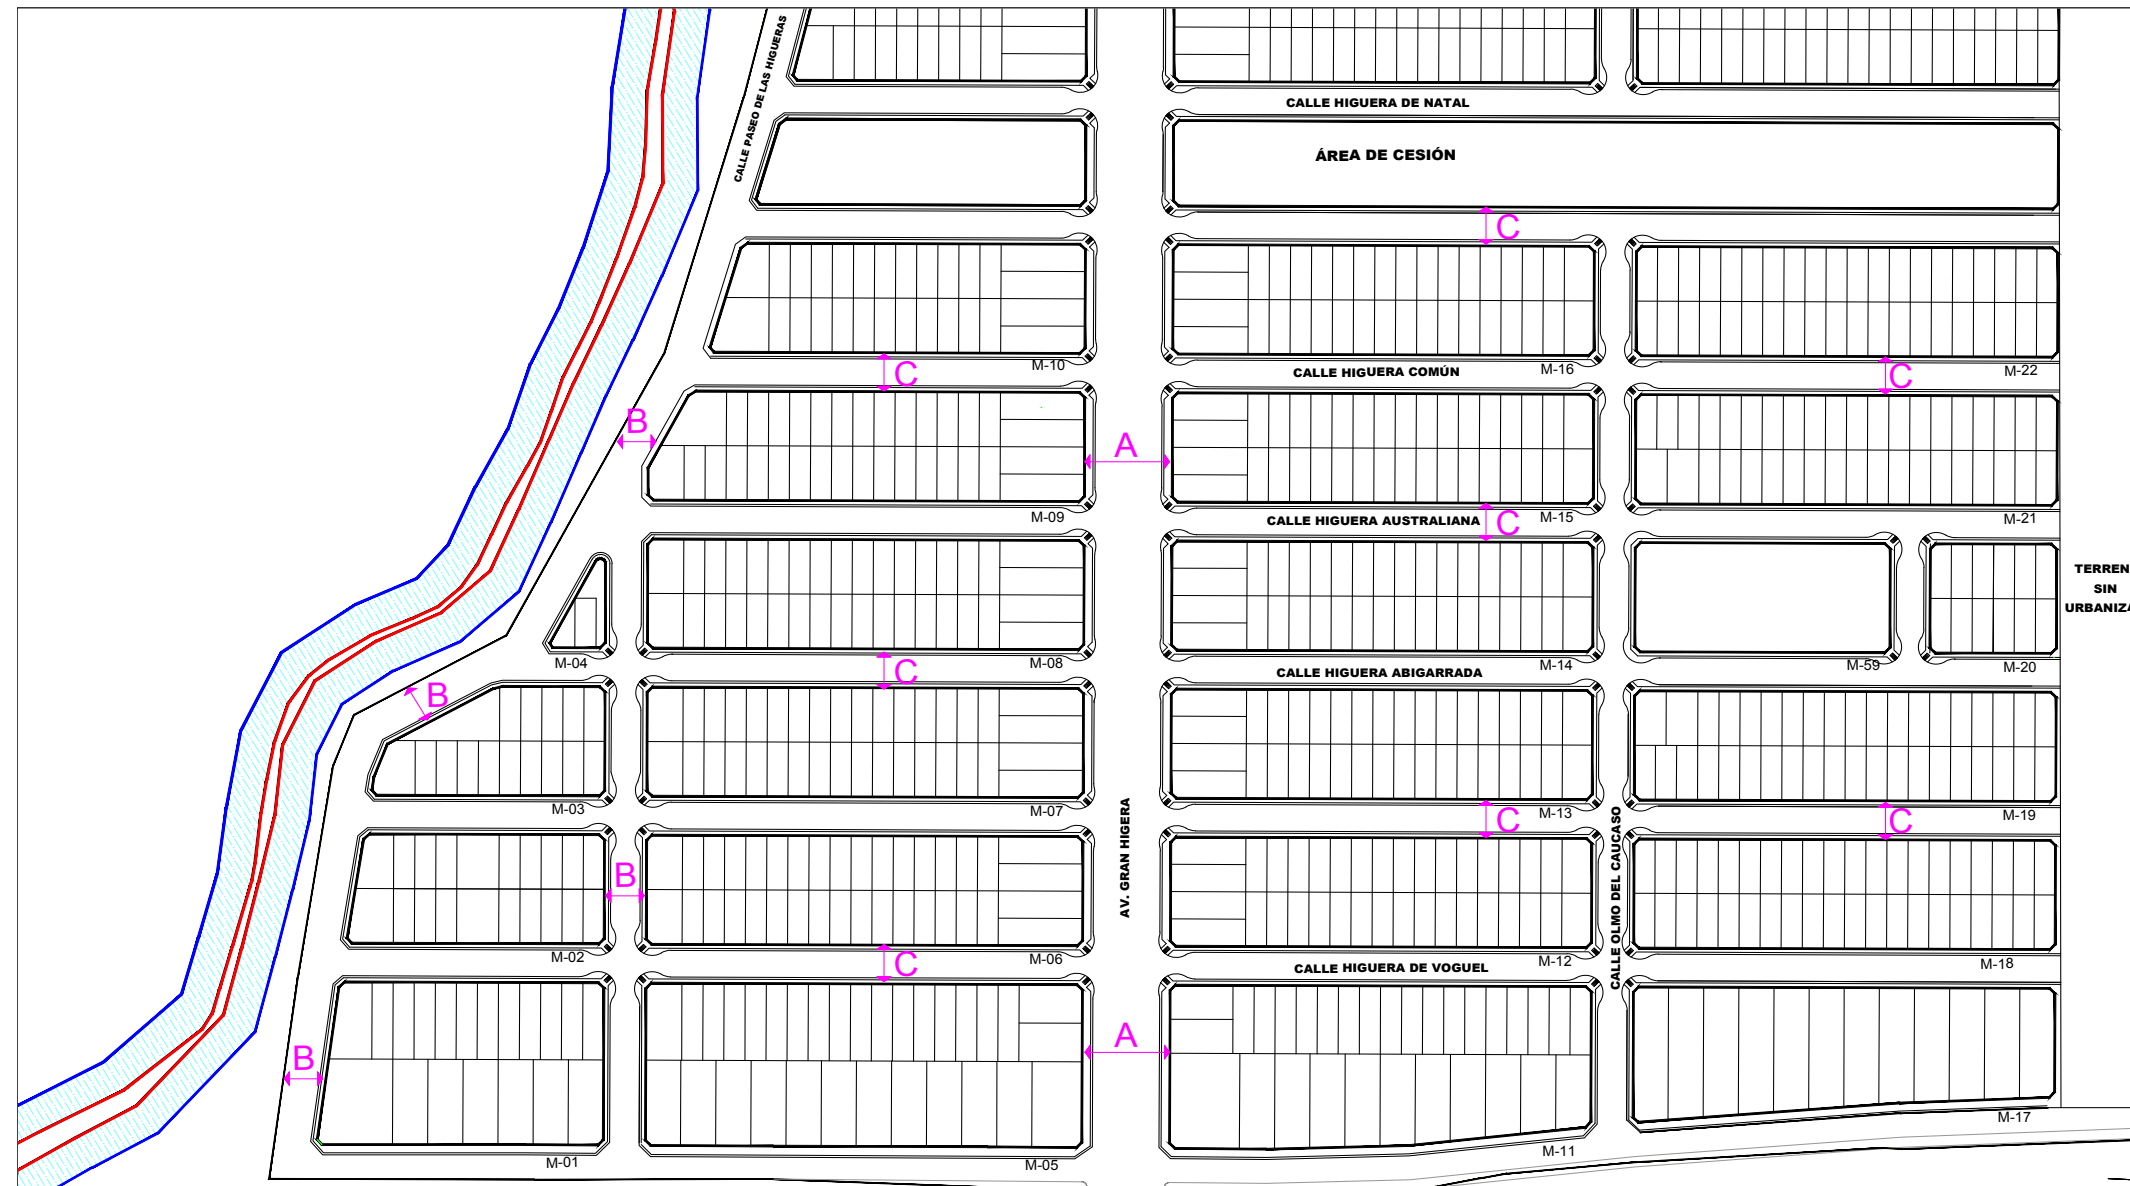 CALLE PASEO DE LAS HIGUERAS
CALLE HIGUERA DE NATAL
ÁREA DE CESIÓN
C
M-10
M-16
M-22
CALLE HIGUERA COMÚN
C
C
B
A
M-09
M-15
M-21
CALLE HIGUERA AUSTRALIANA
C
TERREN
SIN
URBANIZA
M-04
M-08
M-14
M-59
M-20
CALLE HIGUERA ABIGARRADA
C
B
M-03
M-07
M-13
M-19
C
C
AV. GRAN HIGERA
CALLE OLMO DEL CAUCASO
B
M-02
M-06
M-12
M-18
CALLE HIGUERA DE VOGUEL
C
A
B
M-01
M-05
M-11
M-17